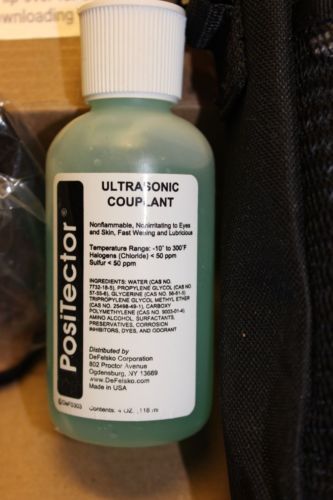 ownloading
ULTRASONIC
COUPLANT
Nonflammable, Nonirritating to Eyes
and Skin, Fast Wetting and Lubricious
Temperature Range: -10° to 300°F
Halogens (Chloride) < 50 ppm
Sulfur < 50 ppm
INGREDIENTS: WATER (CAS NO.
7732-18-5), PROPYLENE GLYCOL (CAS NO.
57-55-6), GLYCERINE (CAS NO. 56-81-5)
TRIPROPYLENE GLYCOL METHYL ETHER
(CAS NO. 25498-49-1), CARBOXY
POLYMETHYLENE (CAS NO. 9003-01-4)
AMINO ALCOHOL, SURFACTANTS,
PRESERVATIVES, CORROSION
INHIBITORS, DYES, AND ODORANT
Distributed by
DeFelsko Corporation
802 Proctor Avenue
Ogdensburg, NY 13669
www.DeFelsko.com
Made in USA
Contents: 4 OZ. (118 ml)
PosiTector®